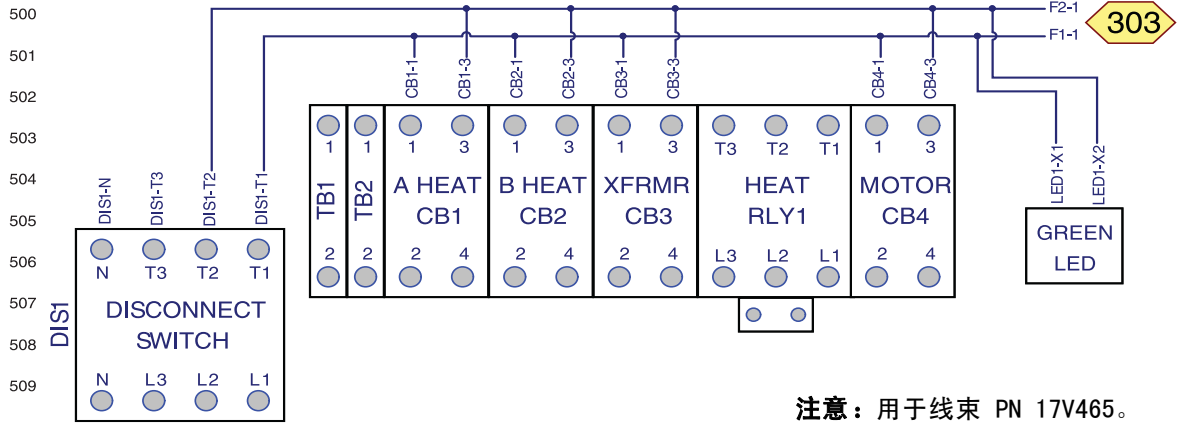 500
F2-1
303
F1-1
501
CB1-1
CB1-3
CB2-1
CB2-3
CB3-1
CB3-3
CB4-1
CB4-3
502
503
1 1 1 3 1 3 1 3 T3 T2 T1 1 3
504
DIS1-N
DIS1-T3
DIS1-T2
DIS1-T1
TB1
TB2
A HEAT
CB1
B HEAT
CB2
XFRMR
CB3
HEAT
RLY1
MOTOR
CB4
LED1-X1
LED1-X2
505
GREEN
LED
2 2 2 4 2 4 2 4 L3 L2 L1 2 4
506
N T3 T2 T1
507
DIS1
DISCONNECT
SWITCH
508
509
N L3 L2 L1
注意：用于线束 PN 17V465。